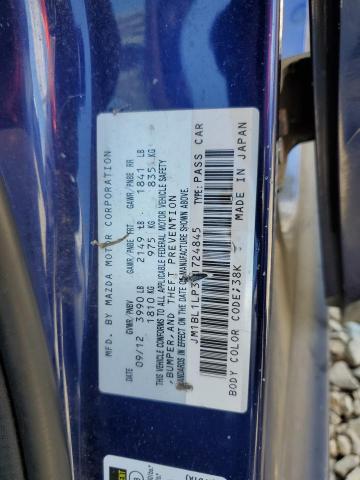 MFD. BY MAZDA MOTOR CORPORATION
DATE GVWR/PNBV GAWR/PNBE FRT GAWR/PNBE RR
09/12 3990 LB 2149 LB 1841 LB
1810 KG 975 KG 835 KG
THIS VEHICLE CONFORMS TO ALL APPLICABLE FEDERAL MOTOR VEHICLE SAFETY,
BUMPER, AND THEFT PREVENTION
STANDARDS IN EFFECT ON THE DATE OF MANUFACTURE SHOWN ABOVE.
724845 TYPE:PASS CAR
BODY COLOR CODE:38K MADE IN JAPAN